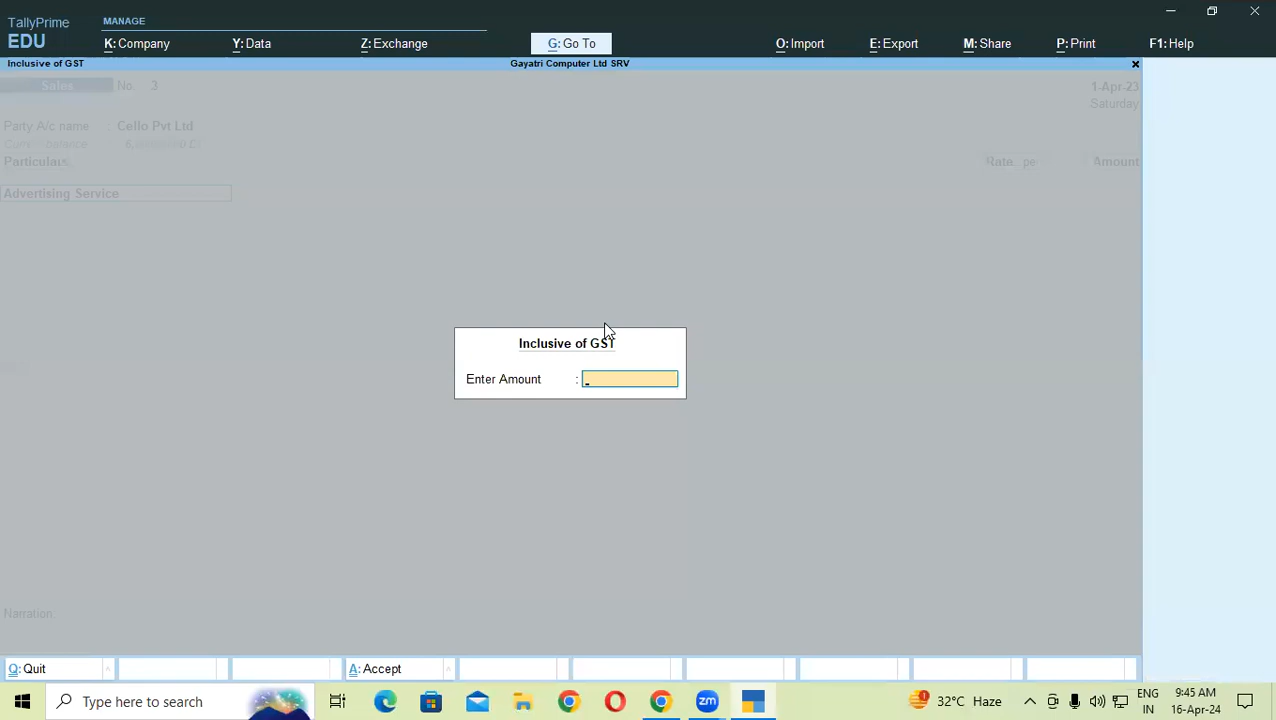 TallyPrime
EDU
MANAGE
K: Company
Y: Data
Z: Exchange
G: Go To
O: Import
E: Export
M: Share
P: Print
F1: Help
Inclusive of GST
Gayatri Computer Ltd SRV
Sales No. 3
1-Apr-23
Saturday
Party A/c name : Cello Pvt Ltd
balance
Particulars
Rate per Amount
Advertising Service
Inclusive of GST
Enter Amount :
Narration
Q: Quit
A: Accept
Type here to search
32°C Haze
ENG
IN
9:45 AM
16-Apr-24